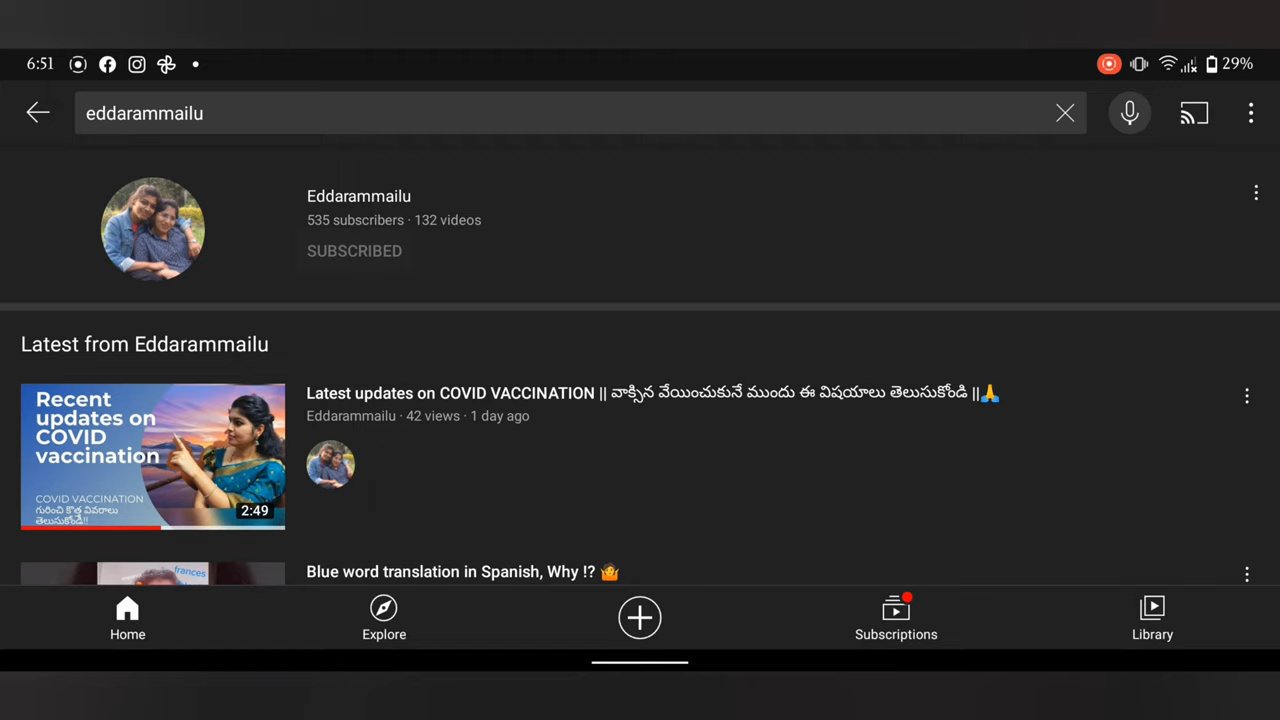 6:51
29%
eddarammailu
Eddarammailu
535 subscribers · 132 videos
SUBSCRIBED
Latest from Eddarammailu
Recent
updates on
COVID
vaccination
COVID VACCINATION
గురించి కొత్త వివరాలు
తెలుసుకోండి!!
2:49
Latest updates on COVID VACCINATION || వాక్సిన వేయించుకునే ముందు ఈ విషయాలు తెలుసుకోండి ||🙏
Eddarammailu · 42 views · 1 day ago
frances
Blue word translation in Spanish, Why !? 🤷
Home
Explore
Subscriptions
Library